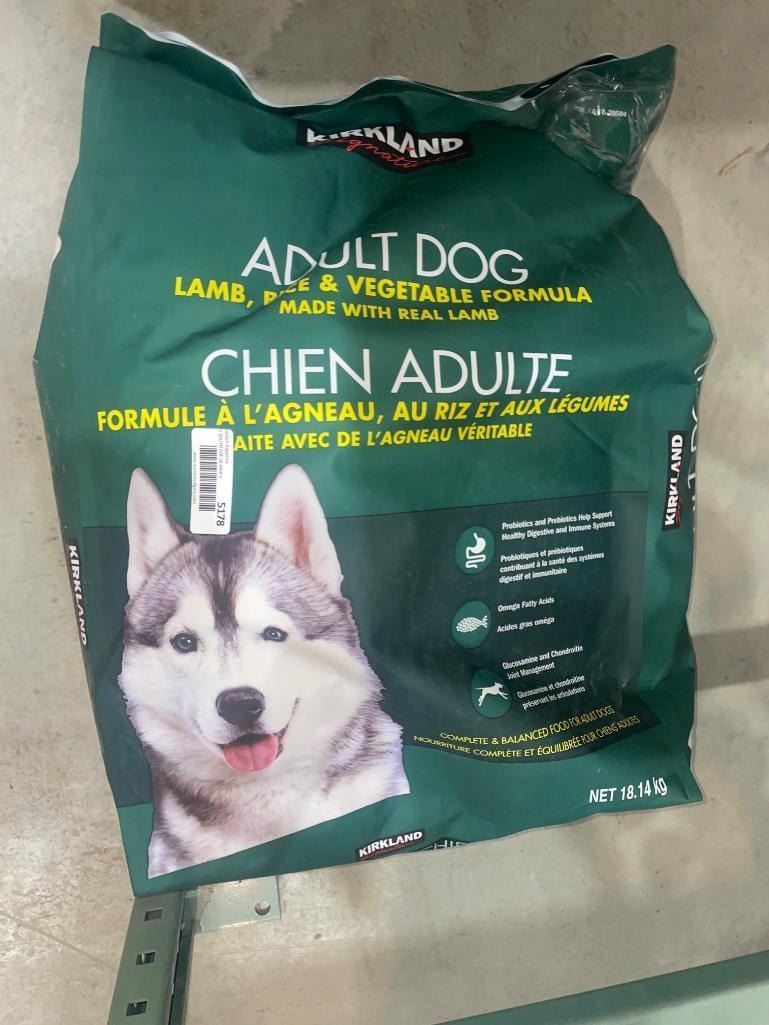 KIRKLAND
Signature
ADULT DOG
LAMB, RICE & VEGETABLE FORMULA
MADE WITH REAL LAMB
CHIEN ADULTE
FORMULE À L'AGNEAU, AU RIZ ET AUX LÉGUMES
AITE AVEC DE L'AGNEAU VÉRITABLE
5178
KIRKLAND
KIRKLAND
Probiotics and Prebiotics Help Support
Healthy Digestive and Immune Systems
Probiotiques et prébiotiques
contribuant à la santé des systèmes
digestif et immunitaire
Omega Fatty Acids
Acides gras oméga
Glucosamine and Chondroitin
Joint Management
Glucosamine et chondroïtine
préservant les articulations
COMPLETE & BALANCED FOOD FOR ADULT DOGS
NOURRITURE COMPLÈTE ET ÉQUILIBRÉE POUR CHIENS ADULTES
NET 18.14 kg
KIRKLAND
Signature
CHIE